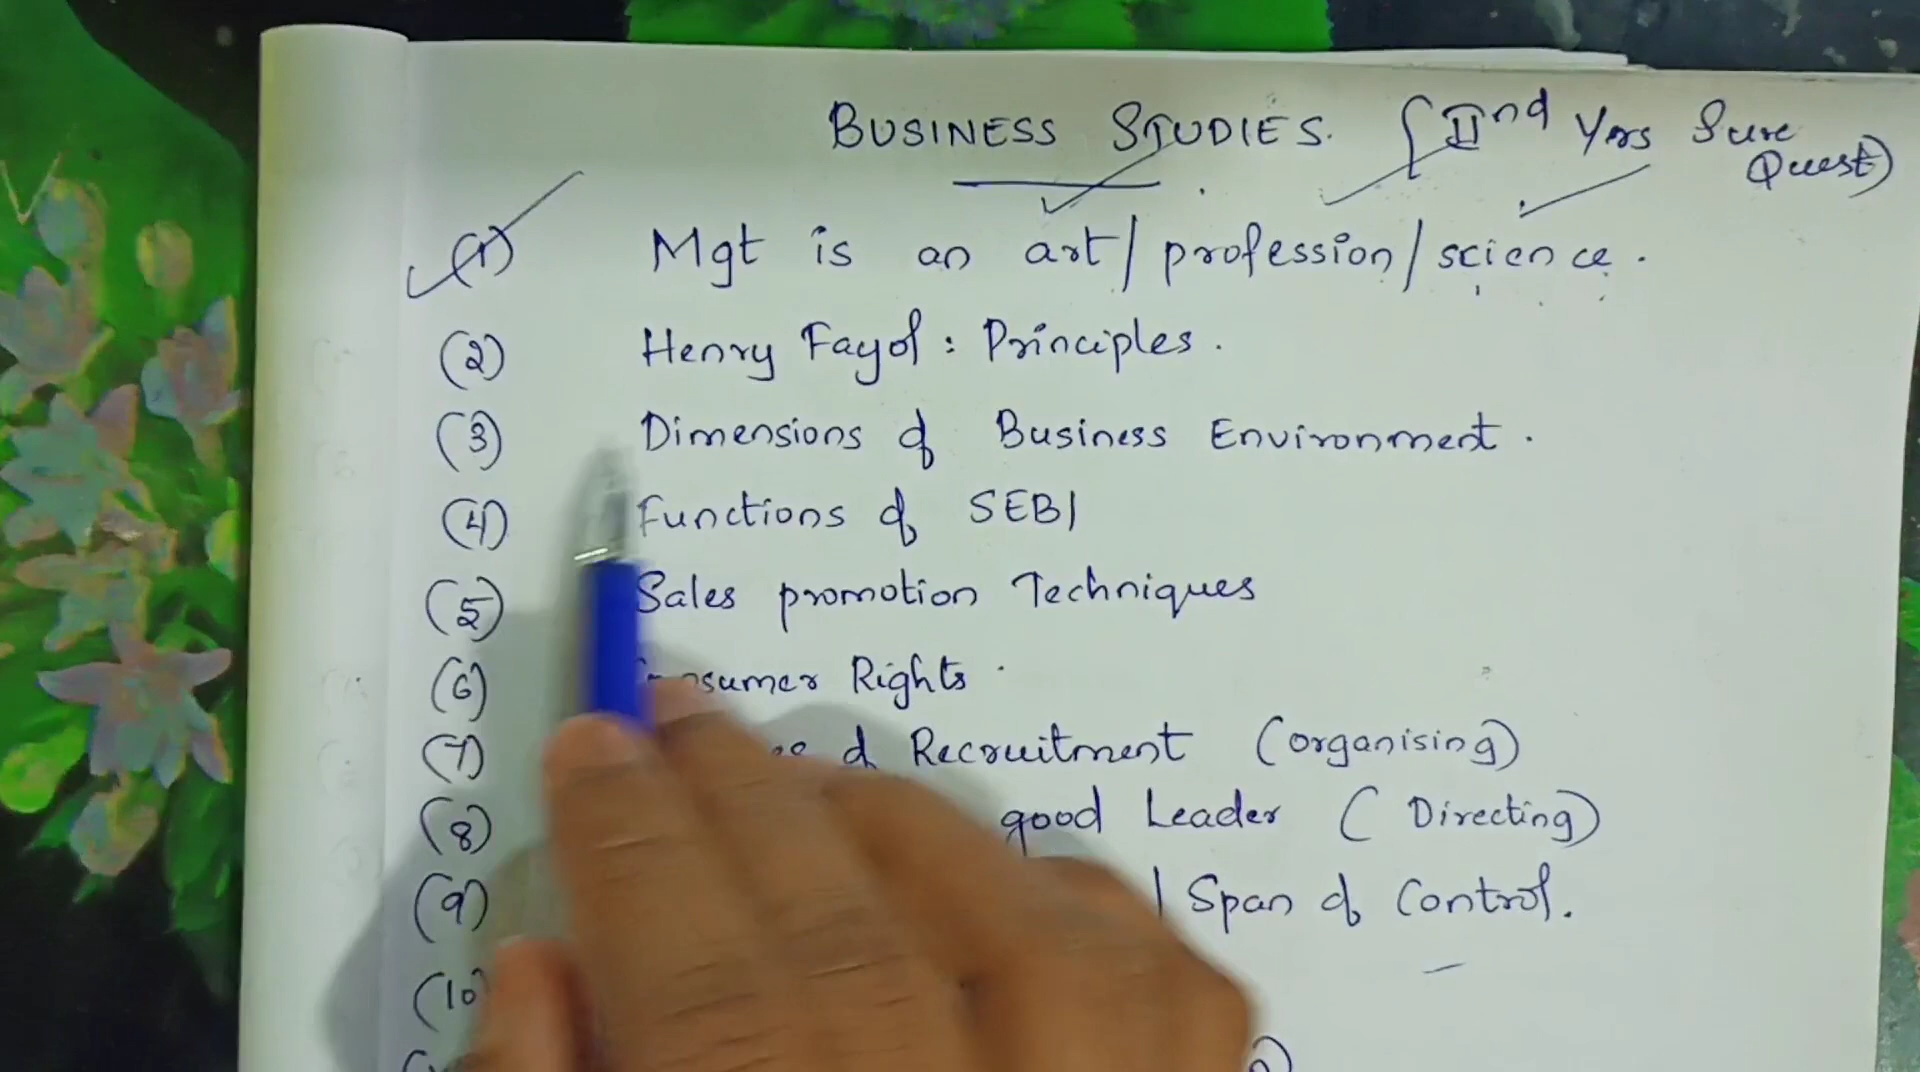 BUSINESS STUDIES. (IInd Yrs Sure Quest)
(1) Mgt is an art/profession/science.
(2) Henry Fayol : Principles.
(3) Dimensions of Business Environment.
(4) Functions of SEBI
(5) Sales promotion Techniques
(6) Rights
(7) of Recruitment (organising)
(8) good Leader (Directing)
(9) Span of Control.
(10